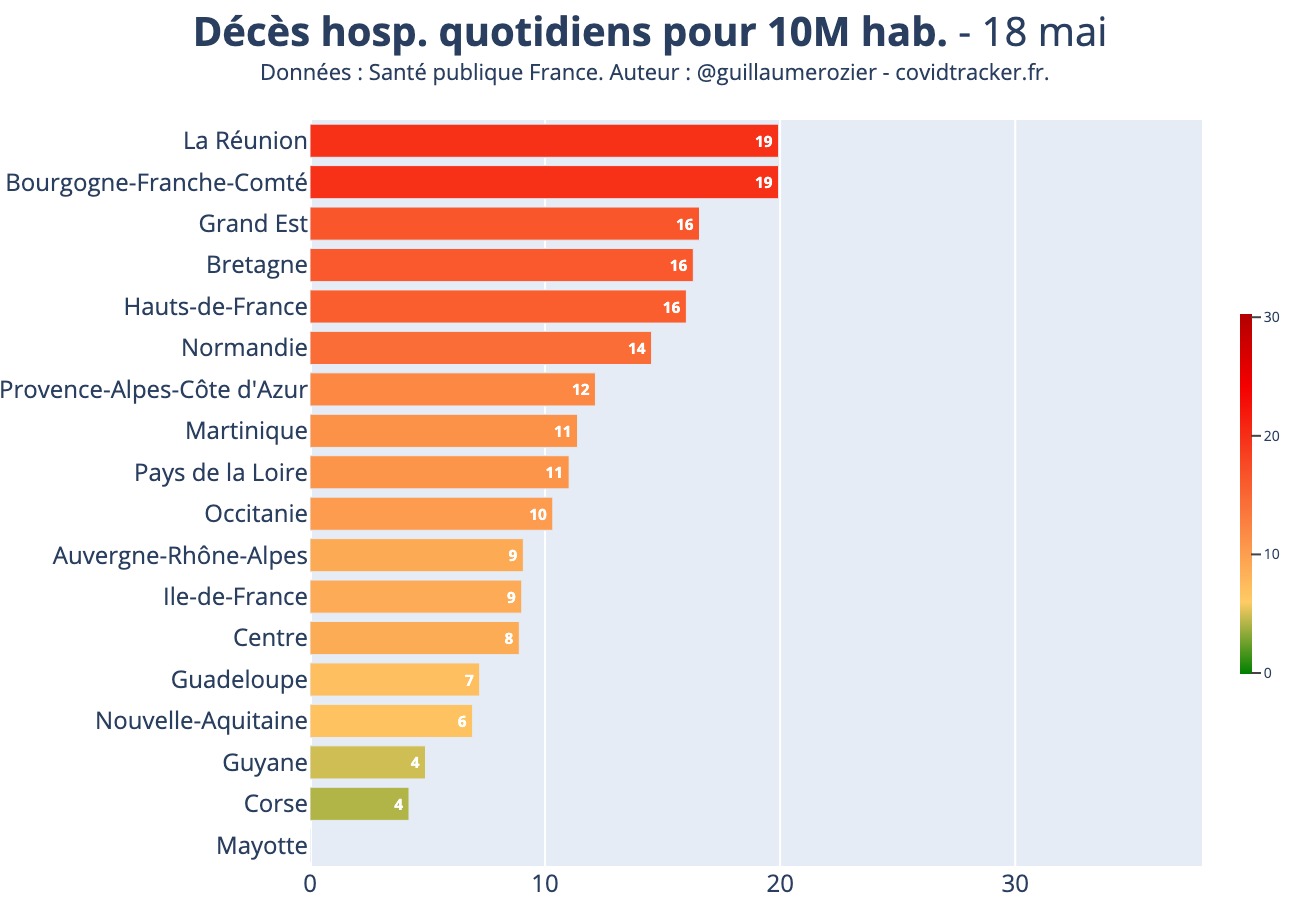 Décès hosp. quotidiens pour 10M hab. - 18 mai
Données : Santé publique France. Auteur : @guillaumerozier - covidtracker.fr.
La Réunion 19
Bourgogne-Franche-Comté 19
Grand Est 16
Bretagne 16
Hauts-de-France 16
Normandie 14
Provence-Alpes-Côte d'Azur 12
Martinique 11
Pays de la Loire 11
Occitanie 10
Auvergne-Rhône-Alpes 9
Ile-de-France 9
Centre 8
Guadeloupe 7
Nouvelle-Aquitaine 6
Guyane 4
Corse 4
Mayotte
0 10 20 30
30
20
10
0